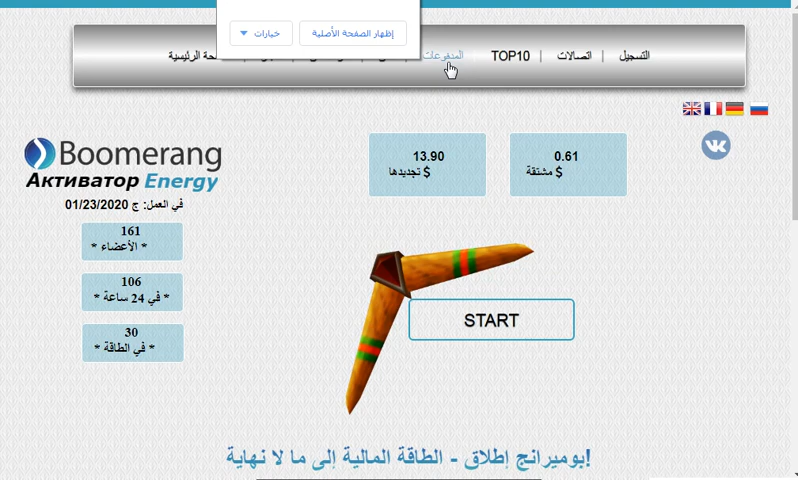 إظهار الصفحة الأصلية
خيارات
التسجيل | اتصالات | TOP10
المدفوعات
حة الرئيسية
Boomerang
Активатор Energy
في العمل: ج 01/23/2020
13.90
$ تجديدها
0.61
$ مشتقة
161
* الأعضاء *
106
* في 24 ساعة *
30
* في الطاقة *
START
بوميرانج إطلاق - الطاقة المالية إلى ما لا نهاية!